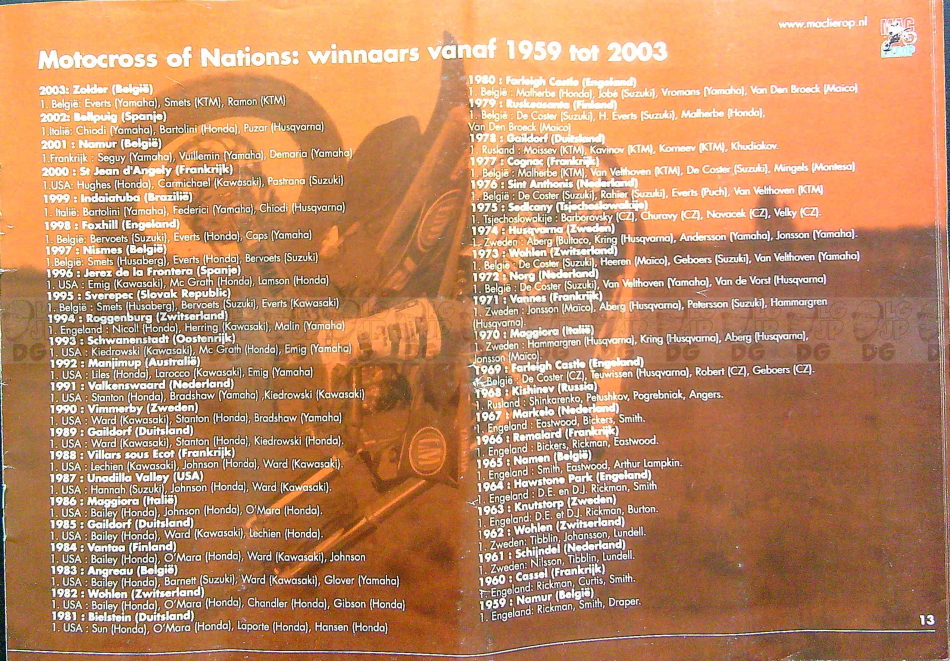 www.maclierop.nl
MAC
Motocross of Nations: winnaars vanaf 1959 tot 2003
2003: Zolder (België)
1. België: Everts (Yamaha), Smets (KTM), Ramon (KTM)
2002: Bellpuig (Spanje)
1.Italië: Chiodi (Yamaha), Bartolini (Honda), Puzar (Husqvarna)
2001 : Namur (België)
1.Frankrijk : Seguy (Yamaha), Vuillemin (Yamaha), Demaria (Yamaha)
2000 : St Jean d'Angely (Frankrijk)
1.USA: Hughes (Honda), Carmichael (Kawasaki), Pastrana (Suzuki)
1999 : Indaiatuba (Brazilië)
1. Italië: Bartolini (Yamaha), Federici (Yamaha), Chiodi (Husqvarna)
1998 : Foxhill (Engeland)
1. België: Bervoets (Suzuki), Everts (Honda), Caps (Yamaha)
1997 : Nismes (België)
1.België: Smets (Husaberg), Everts (Honda), Bervoets (Suzuki)
1996 : Jerez de la Frontera (Spanje)
1. USA : Emig (Kawasaki), Mc Grath (Honda), Lamson (Honda)
1995 : Sverepec (Slovak Republic)
1. België : Smets (Husaberg), Bervoets (Suzuki), Everts (Kawasaki)
1994 : Roggenburg (Zwitserland)
1. Engeland : Nicoll (Honda), Herring (Kawasaki), Malin (Yamaha)
1993 : Schwanenstadt (Oostenrijk)
1. USA : Kiedrowski (Kawasaki), Mc Groth (Honda), Emig (Yamaha)
1992 : Manjimup (Australië)
1. USA : Liles (Honda), Larocco (Kawasaki), Emig (Yamaha)
1991 : Valkenswaard (Nederland)
1. USA : Stanton (Honda), Bradshaw (Yamaha), Kiedrowski (Kawasaki)
1990 : Vimmerby (Zweden)
1. USA : Ward (Kawasaki), Stanton (Honda), Bradshaw (Yamaha)
1989 : Gaildorf (Duitsland)
1. USA : Ward (Kawasaki), Stanton (Honda), Kiedrowski (Honda).
1988 : Villars sous Ecot (Frankrijk)
1. USA : Lechien (Kawasaki), Johnson (Honda), Ward (Kawasaki).
1987 : Unadilla Valley (USA)
1. USA : Hannah (Suzuki), Johnson (Honda), Ward (Kawasaki).
1986 : Maggiora (Italië)
1. USA : Bailey (Honda), Johnson (Honda), O'Mara (Honda).
1985 : Gaildorf (Duitsland)
1. USA : Bailey (Honda), Ward (Kawasaki), Lechien (Honda).
1984 : Vantaa (Finland)
1. USA : Bailey (Honda), O'Mara (Honda), Ward (Kawasaki), Johnson
1983 : Angreau (België)
1. USA : Bailey (Honda), Barnett (Suzuki), Ward (Kawasaki), Glover (Yamaha)
1982 : Wohlen (Zwitserland)
1. USA : Bailey (Honda), O'Mara (Honda), Chandler (Honda), Gibson (Honda)
1981 : Bielstein (Duitsland)
1. USA : Sun (Honda), O'Mara (Honda), Laporte (Honda), Hansen (Honda)
1980 : Farleigh Castle (Engeland)
1. België : Malherbe (Honda), Jobé (Suzuki), Vromans (Yamaha), Van Den Broeck (Maico)
1979 : Ruskeasanta (Finland)
1. België : De Coster (Suzuki), H. Everts (Suzuki), Malherbe (Honda),
Van Den Broeck (Maico)
1978 : Gaildorf (Duitsland)
1. Rusland : Moissev (KTM), Kavinov (KTM), Korneev (KTM), Khudiakov.
1977 : Cognac (Frankrijk)
1. België : Malherbe (KTM), Van Velthoven (KTM), De Coster (Suzuki), Mingels (Montesa)
1976 : Sint Anthonis (Nederland)
1. België : De Coster (Suzuki), Rahier (Suzuki), Everts (Puch), Van Velthoven (KTM)
1975 : Sedlcany (Tsjechoslowakije)
1. Tsjechoslowakije : Barborovsky (CZ), Churavy (CZ), Novacek (CZ), Velky (CZ).
1974 : Husqvarna (Zweden)
1. Zweden : Aberg (Bultaco, Kring (Husqvarna), Andersson (Yamaha), Jonsson (Yamaha).
1973 : Wohlen (Zwitserland)
1. België : De Coster (Suzuki), Heeren (Maico), Geboers (Suzuki), Van Velthoven (Yamaha)
1972 : Norg (Nederland)
1. België : De Coster (Suzuki), Van Velthoven (Yamaha), Van de Vorst (Husqvarna)
1971 : Vannes (Frankrijk)
1. Zweden : Jonsson (Maico), Aberg (Husqvarna), Petersson (Suzuki), Hammargren
(Husqvarna).
1970 : Maggiora (Italië)
1. Zweden : Hammargren (Husqvarna), Kring (Husqvarna), Aberg (Husqvarna),
Jonsson (Maico).
1969 : Farleigh Castle (Engeland)
1. België : De Coster (CZ), Teuwissen (Husqvarna), Robert (CZ), Geboers (CZ).
1968 : Kishinev (Russia)
1. Rusland : Shinkarenko, Petushkov, Pogrebniak, Angers.
1967 : Markelo (Nederland)
1. Engeland : Eastwood, Bickers, Smith.
1966 : Remalard (Frankrijk)
1. Engeland : Bickers, Rickman, Eastwood.
1965 : Namen (België)
1. Engeland : Smith, Eastwood, Arthur Lampkin.
1964 : Hawstone Park (Engeland)
1. Engeland : D.E. en D.J. Rickman, Smith
1963 : Knutstorp (Zweden)
1. Engeland: D.E. et D.J. Rickman, Burton.
1962 : Wohlen (Zwitserland)
1. Zweden: Tibblin, Johansson, Lundell.
1961 : Schijndel (Nederland)
1. Zweden: Nilsson, Tibblin, Lundell.
1960 : Cassel (Frankrijk)
1. Engeland: Rickman, Curtis, Smith.
1959 : Namur (België)
1. Engeland: Rickman, Smith, Draper.
13